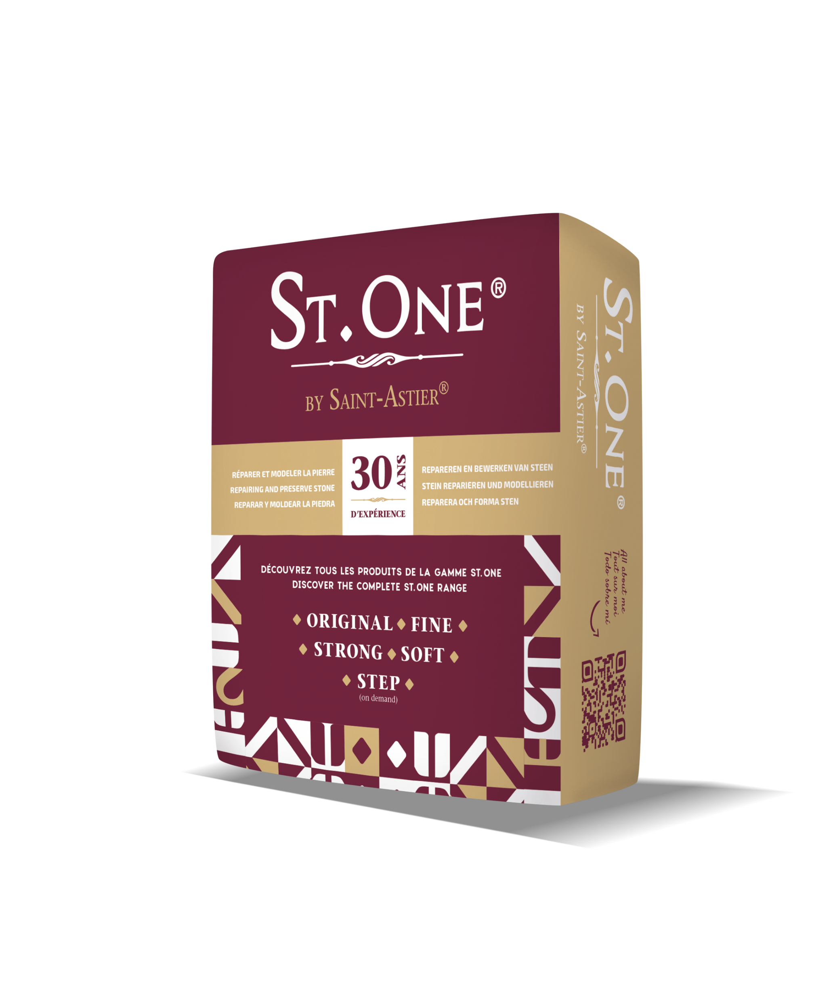 St. One®
by Saint-Astier®
RÉPARER ET MODELER LA PIERRE
REPAIRING AND PRESERVE STONE
REPARAR Y MOLDEAR LA PIEDRA
30 ANS
D'EXPÉRIENCE
REPAREREN EN BEWERKEN VAN STEEN
STEIN REPARIEREN UND MODELLIEREN
REPARERA OCH FORMA STEN
DÉCOUVREZ TOUS LES PRODUITS DE LA GAMME ST.ONE
DISCOVER THE COMPLETE ST.ONE RANGE
ORIGINAL FINE
STRONG SOFT
STEP
(on demand)
St. One®
by Saint-Astier®
All about me
Tout sur moi
Todo sobre mí